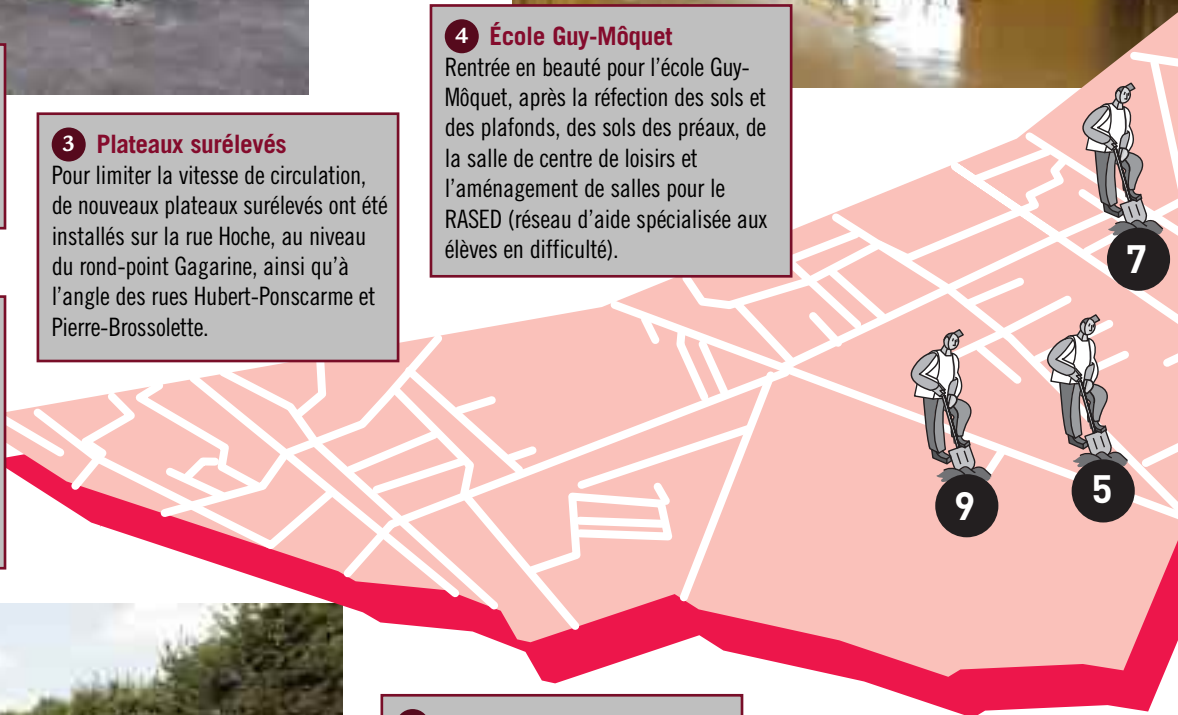 4 École Guy-Môquet
Rentrée en beauté pour l’école Guy-
Môquet, après la réfection des sols et
des plafonds, des sols des préaux, de
la salle de centre de loisirs et
l’aménagement de salles pour le
RASED (réseau d’aide spécialisée aux
élèves en difficulté).
3 Plateaux surélevés
Pour limiter la vitesse de circulation,
de nouveaux plateaux surélevés ont été
installés sur la rue Hoche, au niveau
du rond-point Gagarine, ainsi qu’à
l’angle des rues Hubert-Ponscarme et
Pierre-Brossolette.
7
9
5